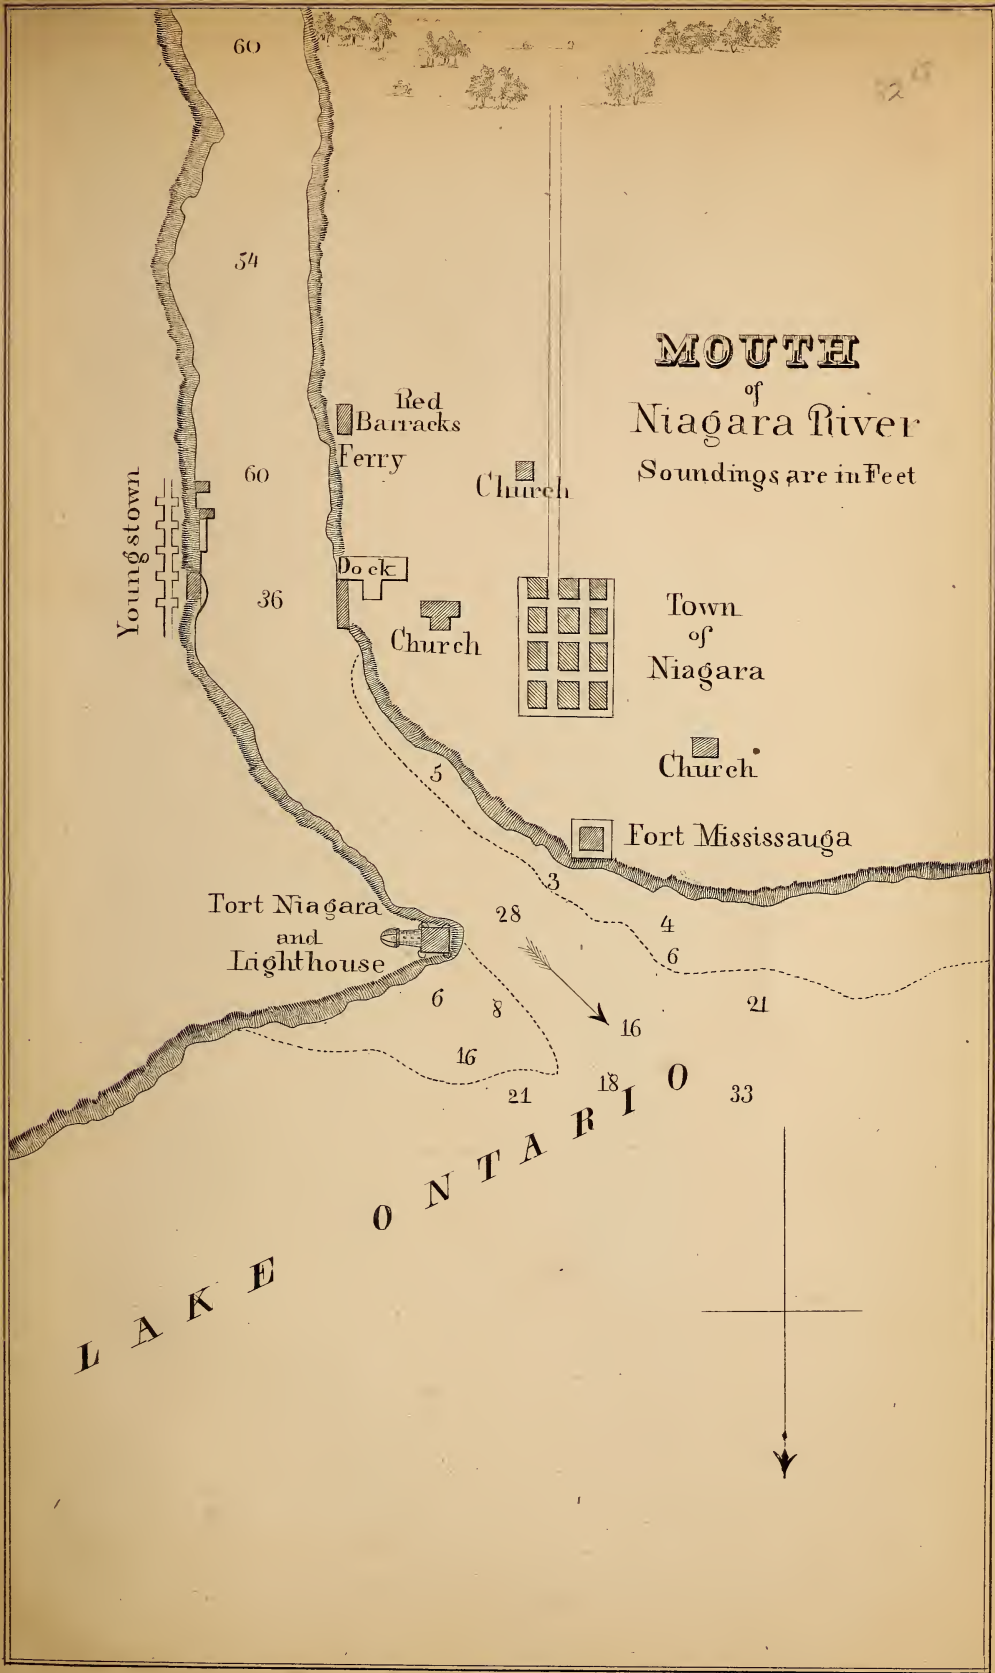 60
54
MOUTH
of
Niagara River
Soundings are in Feet
Red
Barracks
Ferry
Church
60
Youngstown
Dock
36
Church
Town
of
Niagara
Church
5
Fort Mississauga
3
Fort Niagara
and
Lighthouse
28
4
6
6
8
21
16
16
18
21
33
LAKE ONTARIO